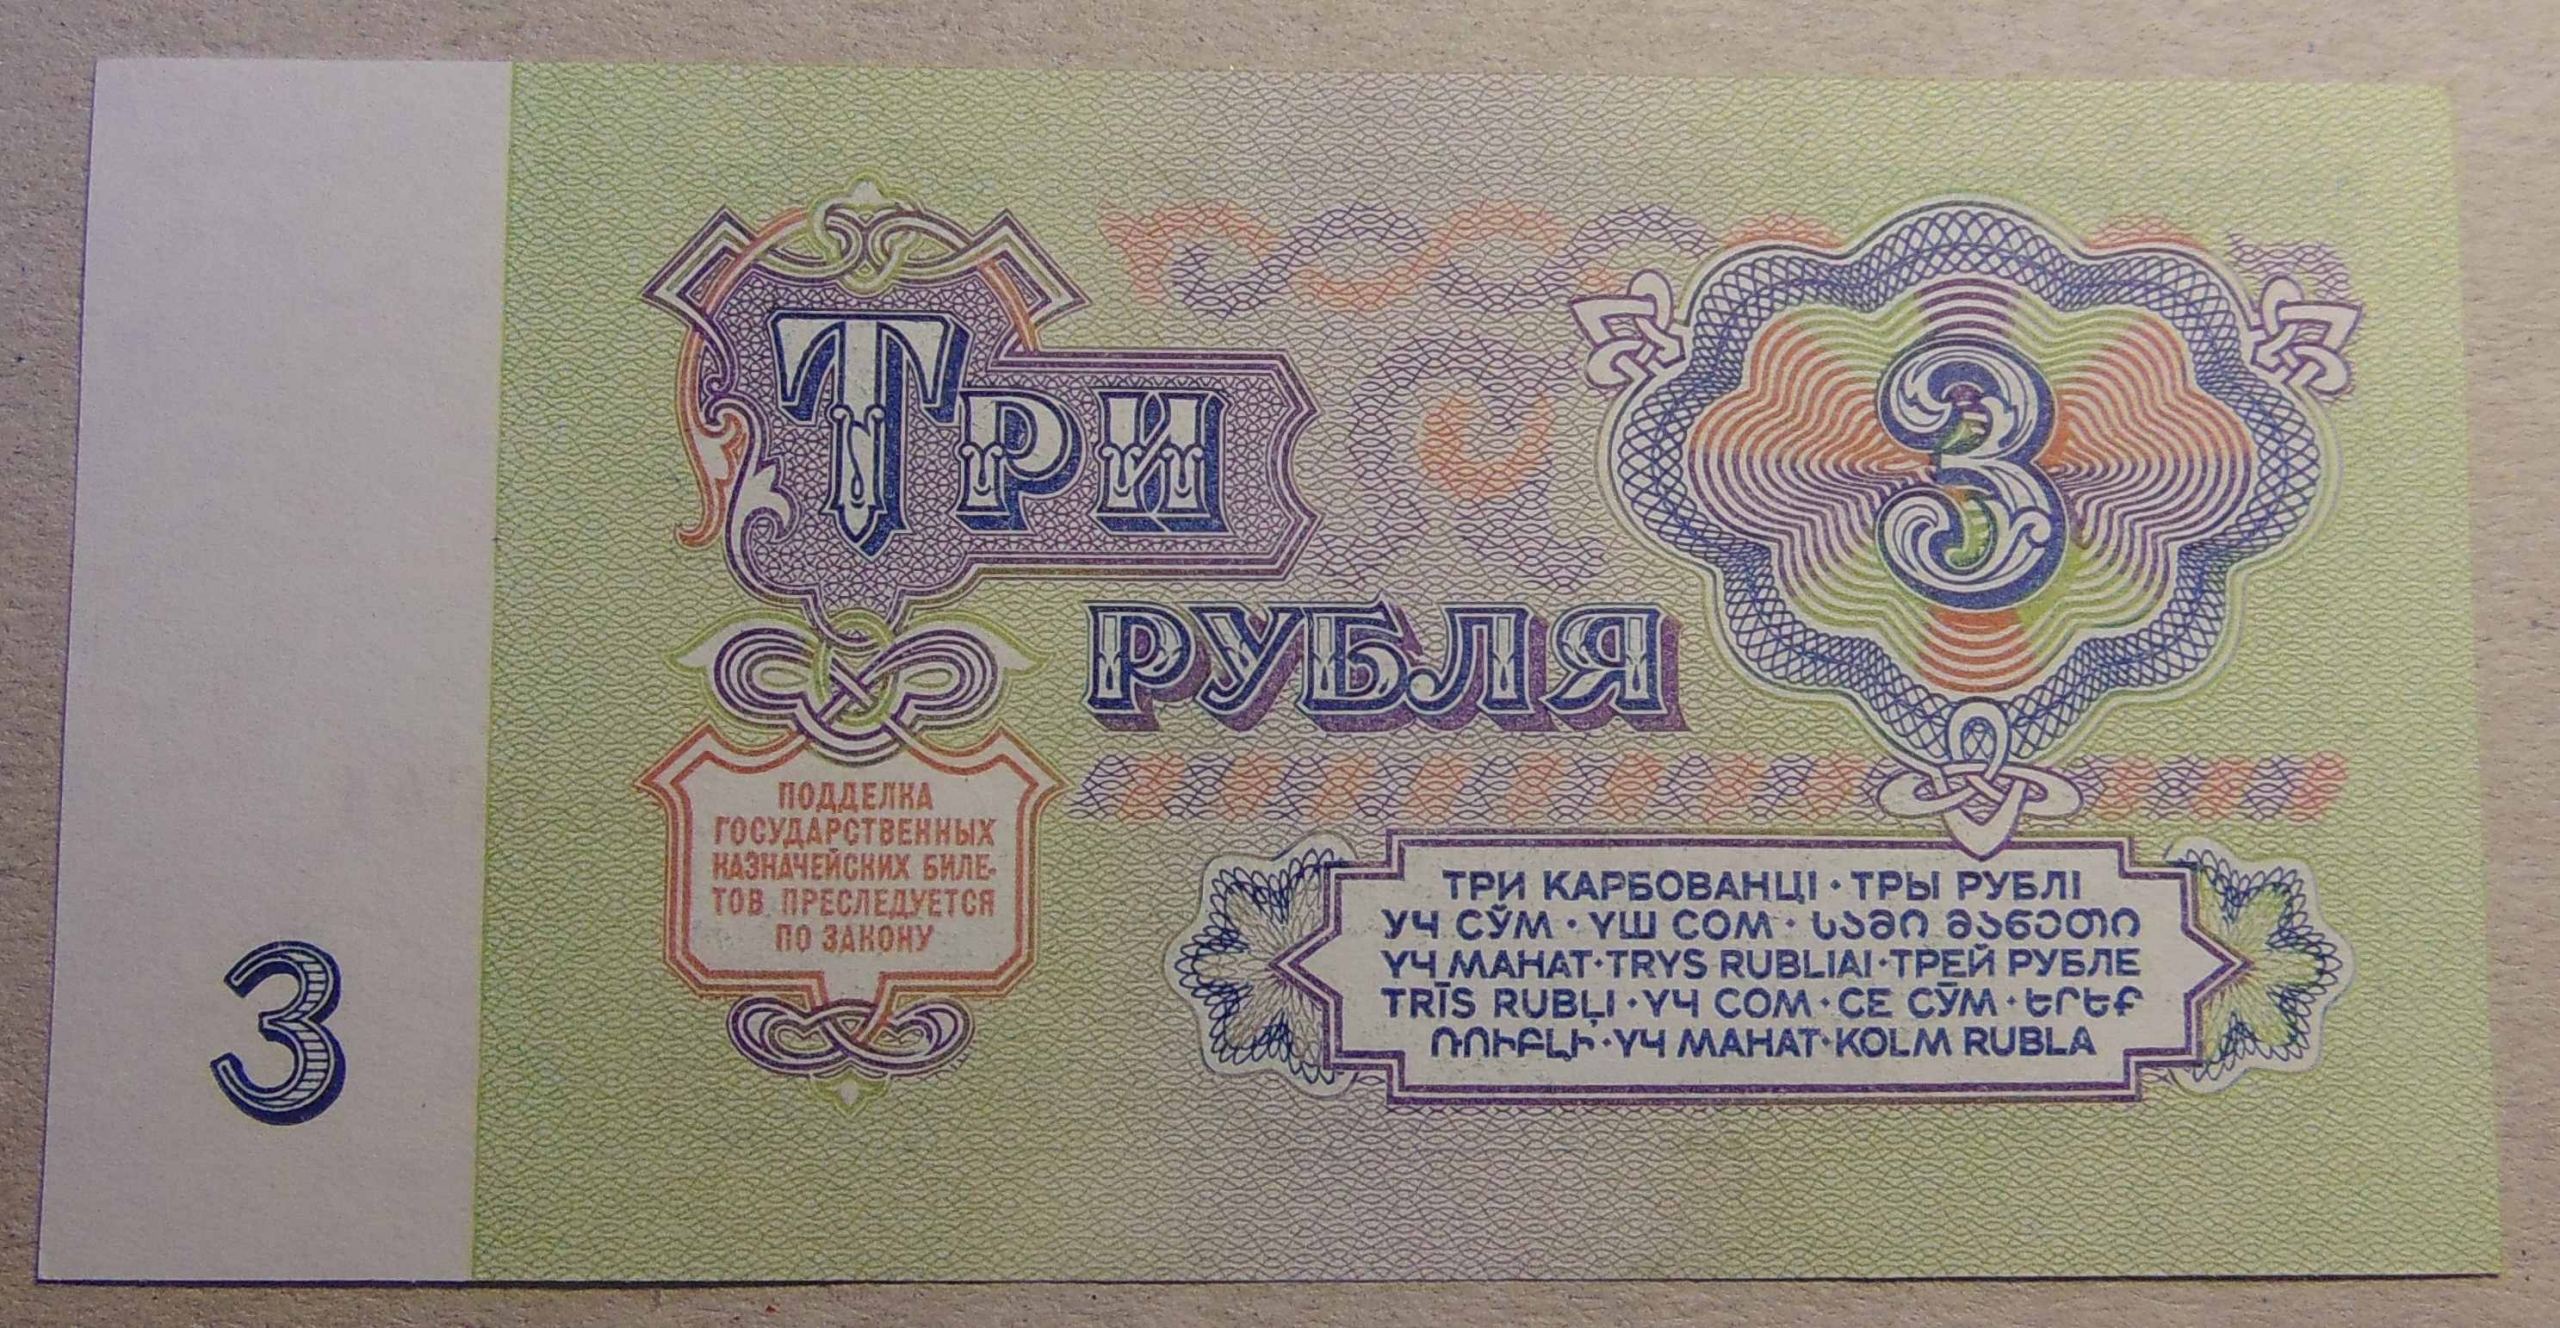 Три
РУБЛЯ
3
ПОДДЕЛКА
ГОСУДАРСТВЕННЫХ
КАЗНАЧЕЙСКИХ БИЛЕ-
ТОВ ПРЕСЛЕДУЕТСЯ
ПО ЗАКОНУ
3
ТРИ КАРБОВАНЦІ · ТРЫ РУБЛІ
УЧ СЎМ · ҮШ СОМ · ᲡᲐᲛᲘ ᲛᲐᲜᲔᲗᲘ
ҮЧ МАНАТ · TRYS RUBLIAI · ТРЕЙ РУБЛЕ
TRĪS RUBĻI · ҮЧ СОМ · СЕ СӮМ · ԵՐԵՔ
ՌՈՒԲԼԻ · ҮЧ МАНАТ · KOLM RUBLA